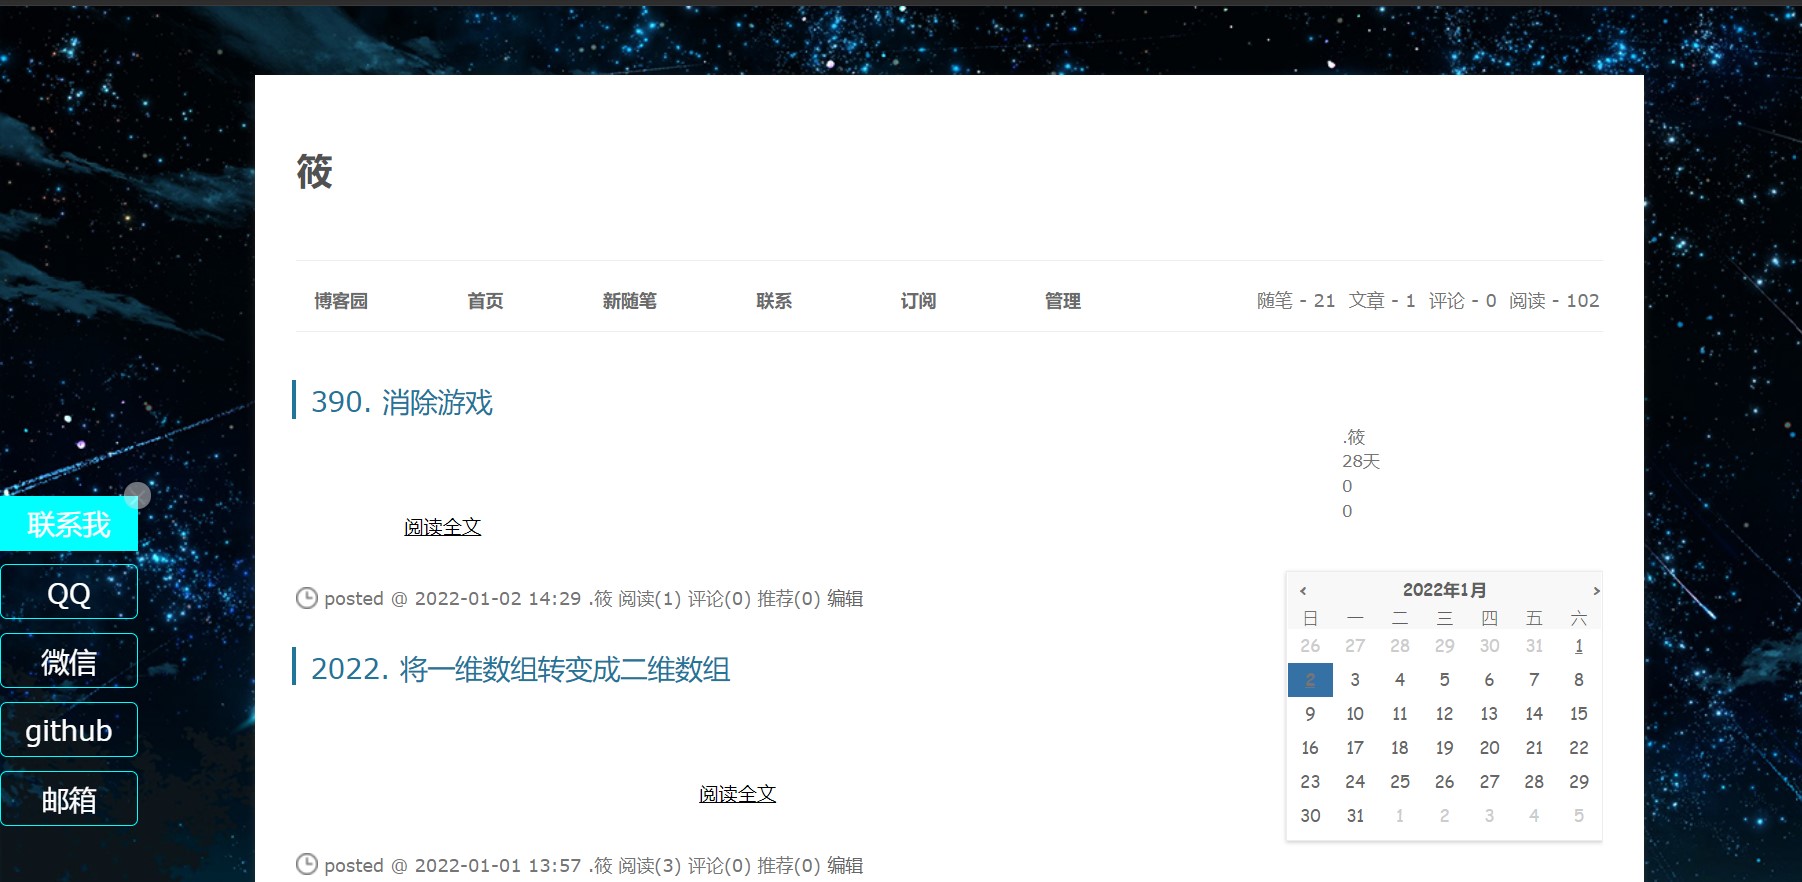 筱
博客园 首页 新随笔 联系 订阅 管理 随笔 - 21 文章 - 1 评论 - 0 阅读 - 102
390. 消除游戏
阅读全文
posted @ 2022-01-02 14:29 .筱 阅读(1) 评论(0) 推荐(0) 编辑
2022. 将一维数组转变成二维数组
阅读全文
posted @ 2022-01-01 13:57 .筱 阅读(3) 评论(0) 推荐(0) 编辑
.筱
28天
0
0
< 2022年1月 >
日 一 二 三 四 五 六
26 27 28 29 30 31 1
2 3 4 5 6 7 8
9 10 11 12 13 14 15
16 17 18 19 20 21 22
23 24 25 26 27 28 29
30 31 1 2 3 4 5
联系我
QQ
微信
github
邮箱